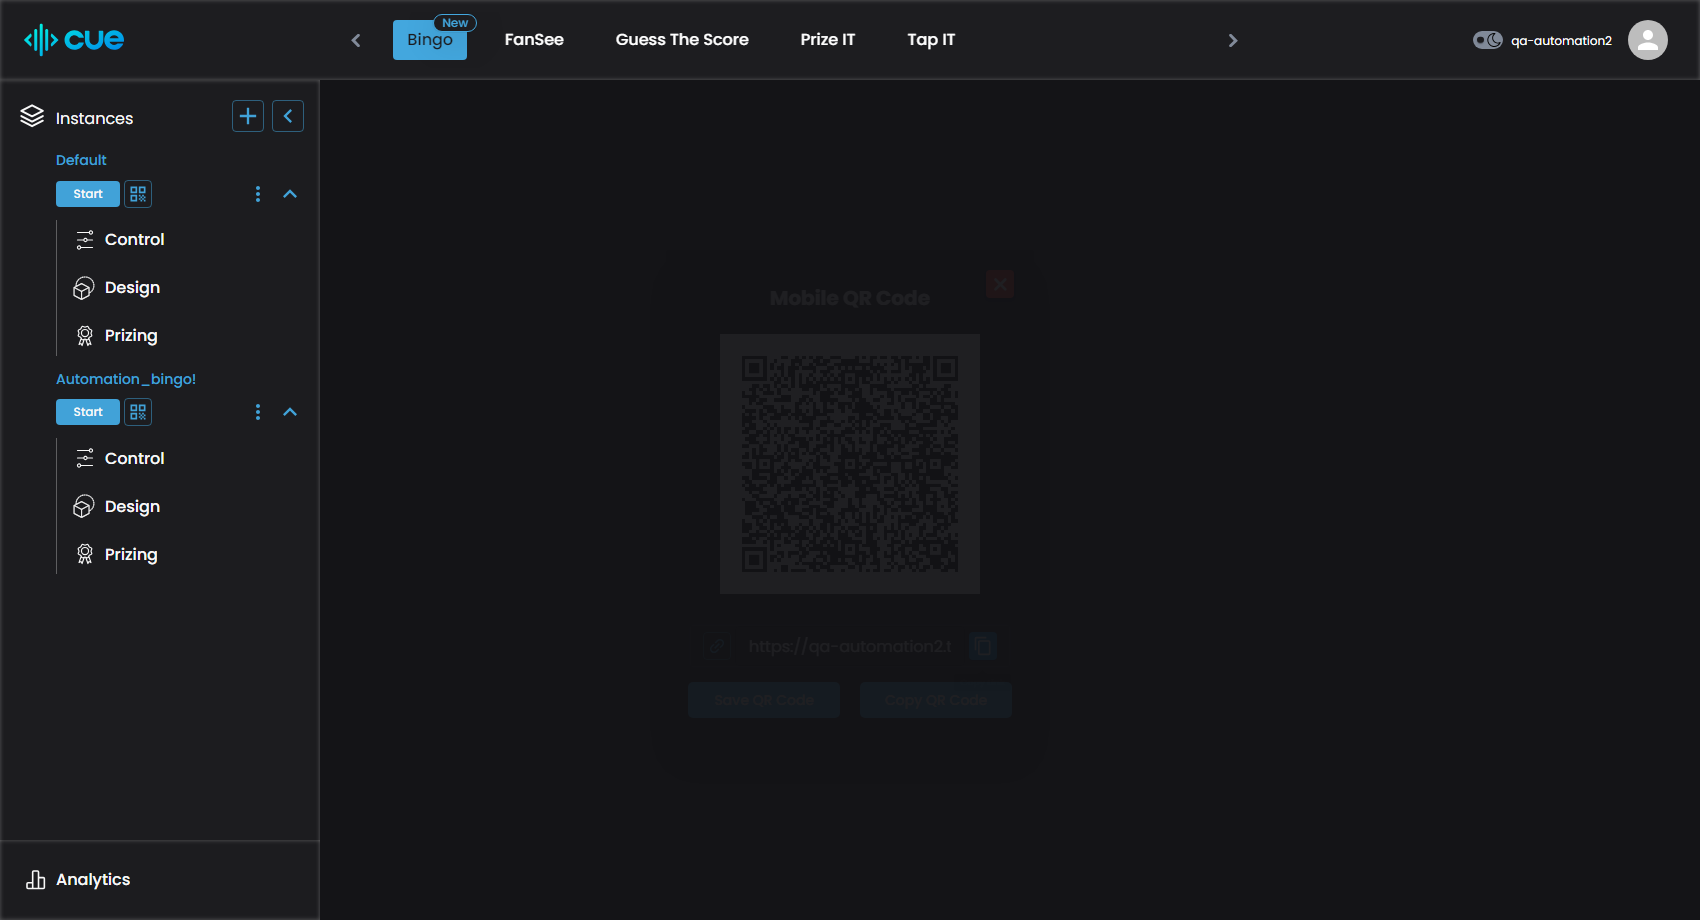 cue
Bingo
New
FanSee
Guess The Score
Prize IT
Tap IT
qa-automation2
Instances
Default
Start
Control
Design
Prizing
Automation_bingo!
Start
Control
Design
Prizing
Analytics
Mobile QR Code
https://qa-automation2.t
Save QR Code
Copy QR Code